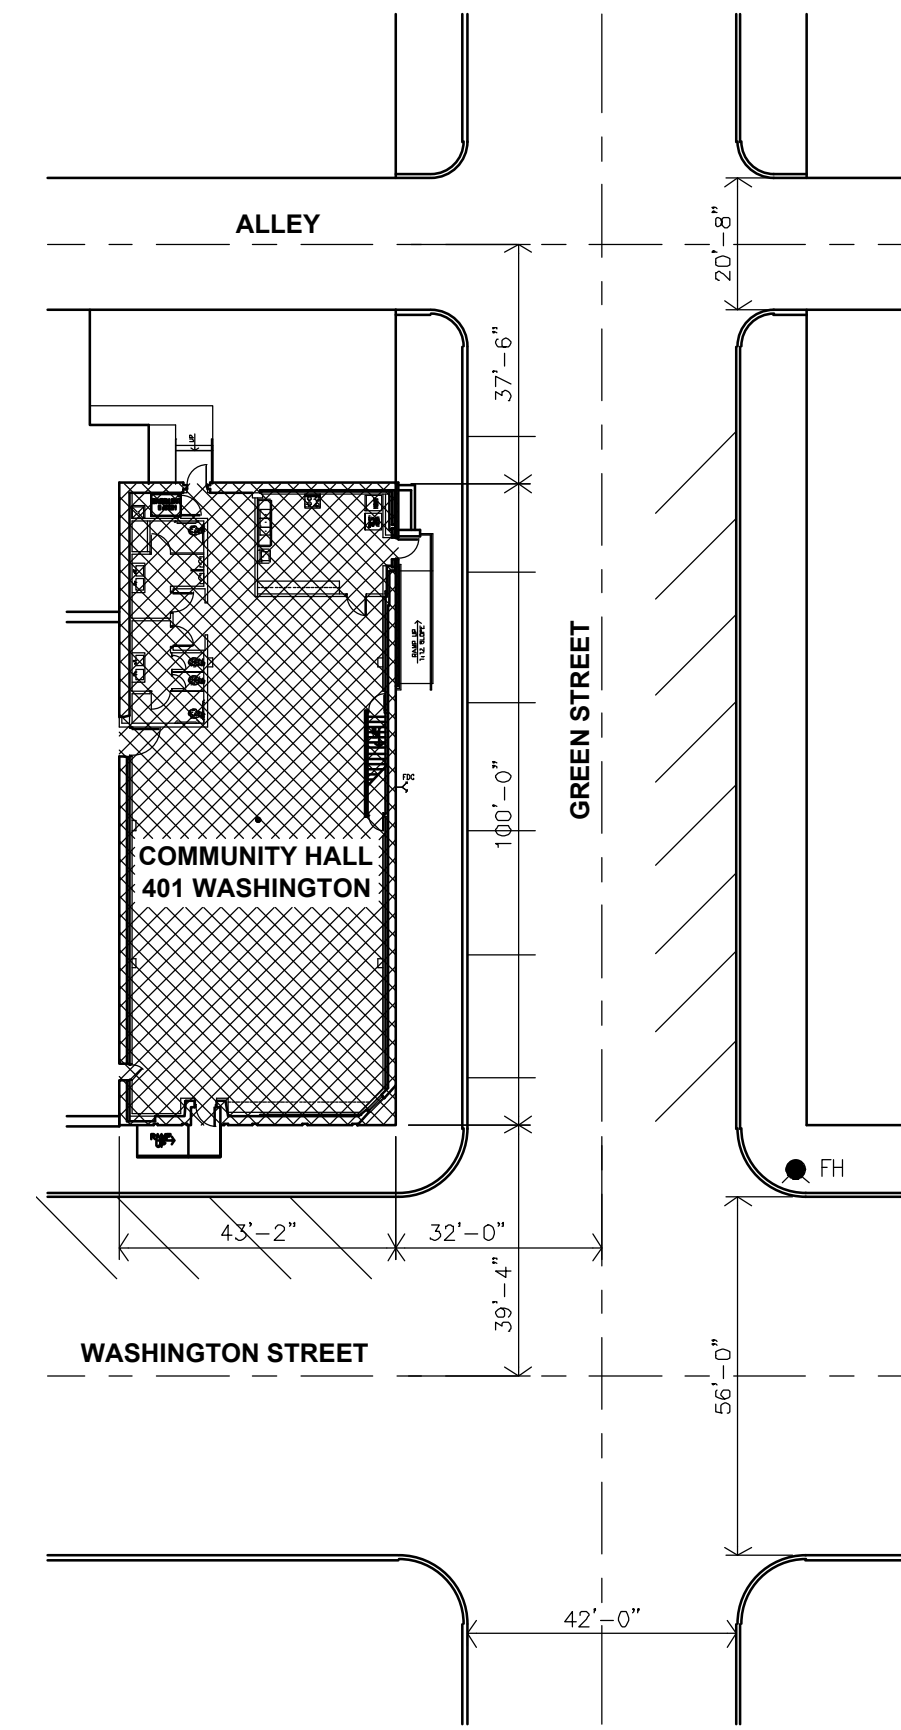 ALLEY
20'-8"
37'-6"
UP
RAMP UP
1:12 SLOPE
GREEN STREET
100'-0"
FDC
COMMUNITY HALL
401 WASHINGTON
RAMP
UP
FH
43'-2"
32'-0"
39'-4"
WASHINGTON STREET
56'-0"
42'-0"